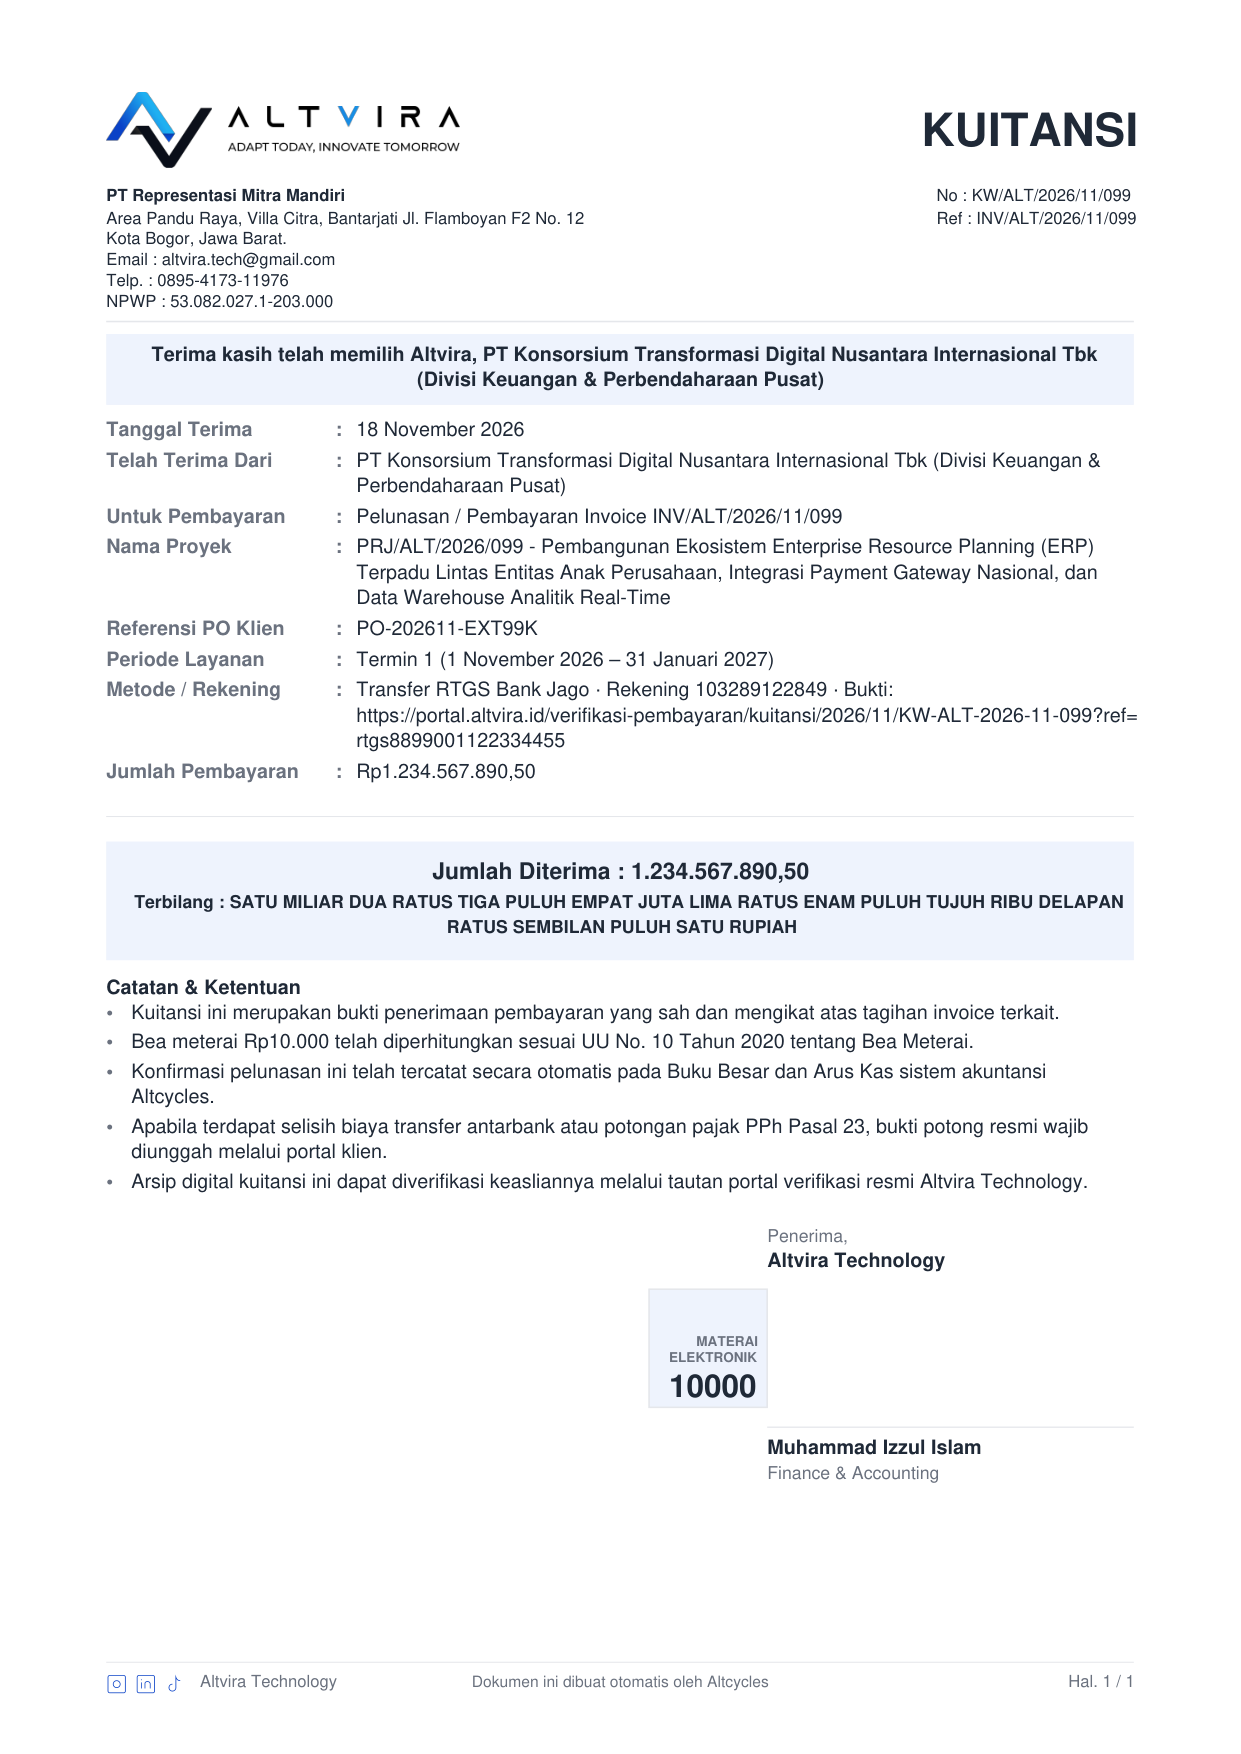 ALTVIRA
ADAPT TODAY, INNOVATE TOMORROW
KUITANSI
PT Representasi Mitra Mandiri
Area Pandu Raya, Villa Citra, Bantarjati Jl. Flamboyan F2 No. 12
Kota Bogor, Jawa Barat.
Email : altvira.tech@gmail.com
Telp. : 0895-4173-11976
NPWP : 53.082.027.1-203.000
No : KW/ALT/2026/11/099
Ref : INV/ALT/2026/11/099
Terima kasih telah memilih Altvira, PT Konsorsium Transformasi Digital Nusantara Internasional Tbk
(Divisi Keuangan & Perbendaharaan Pusat)
Tanggal Terima : 18 November 2026
Telah Terima Dari : PT Konsorsium Transformasi Digital Nusantara Internasional Tbk (Divisi Keuangan &
Perbendaharaan Pusat)
Untuk Pembayaran : Pelunasan / Pembayaran Invoice INV/ALT/2026/11/099
Nama Proyek : PRJ/ALT/2026/099 - Pembangunan Ekosistem Enterprise Resource Planning (ERP)
Terpadu Lintas Entitas Anak Perusahaan, Integrasi Payment Gateway Nasional, dan
Data Warehouse Analitik Real-Time
Referensi PO Klien : PO-202611-EXT99K
Periode Layanan : Termin 1 (1 November 2026 – 31 Januari 2027)
Metode / Rekening : Transfer RTGS Bank Jago · Rekening 103289122849 · Bukti:
https://portal.altvira.id/verifikasi-pembayaran/kuitansi/2026/11/KW-ALT-2026-11-099?ref=
rtgs8899001122334455
Jumlah Pembayaran : Rp1.234.567.890,50
Jumlah Diterima : 1.234.567.890,50
Terbilang : SATU MILIAR DUA RATUS TIGA PULUH EMPAT JUTA LIMA RATUS ENAM PULUH TUJUH RIBU DELAPAN
RATUS SEMBILAN PULUH SATU RUPIAH
Catatan & Ketentuan
• Kuitansi ini merupakan bukti penerimaan pembayaran yang sah dan mengikat atas tagihan invoice terkait.
• Bea meterai Rp10.000 telah diperhitungkan sesuai UU No. 10 Tahun 2020 tentang Bea Meterai.
• Konfirmasi pelunasan ini telah tercatat secara otomatis pada Buku Besar dan Arus Kas sistem akuntansi
Altcycles.
• Apabila terdapat selisih biaya transfer antarbank atau potongan pajak PPh Pasal 23, bukti potong resmi wajib
diunggah melalui portal klien.
• Arsip digital kuitansi ini dapat diverifikasi keasliannya melalui tautan portal verifikasi resmi Altvira Technology.
Penerima,
Altvira Technology
MATERAI
ELEKTRONIK
10000
Muhammad Izzul Islam
Finance & Accounting
Altvira Technology
Dokumen ini dibuat otomatis oleh Altcycles
Hal. 1 / 1